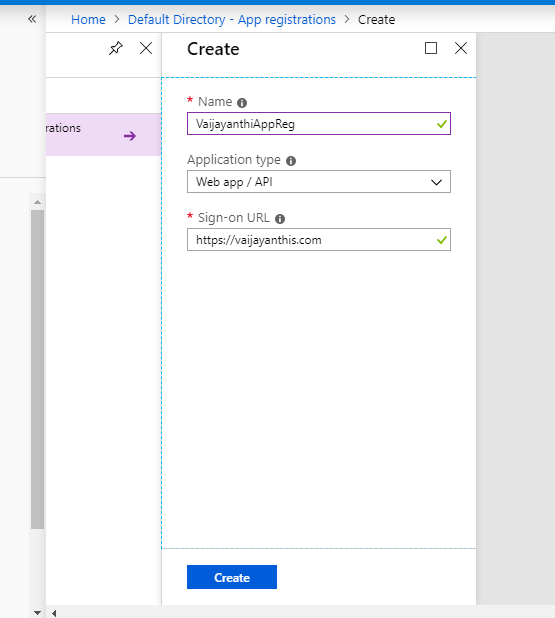 Home > Default Directory - App registrations > Create
Create
* Name
VaijayanthiAppReg
rations
Application type
Web app / API
* Sign-on URL
https://vaijayanthis.com
Create